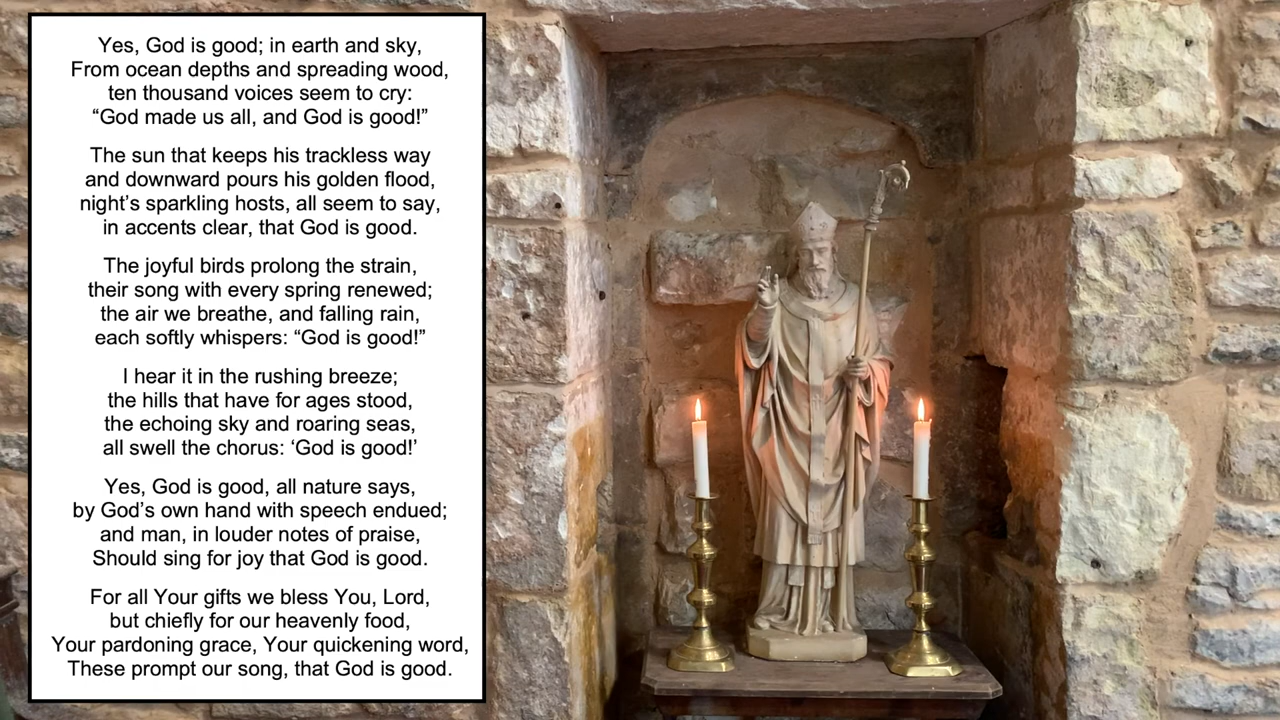 Yes, God is good; in earth and sky,
From ocean depths and spreading wood,
ten thousand voices seem to cry:
“God made us all, and God is good!”
The sun that keeps his trackless way
and downward pours his golden flood,
night’s sparkling hosts, all seem to say,
in accents clear, that God is good.
The joyful birds prolong the strain,
their song with every spring renewed;
the air we breathe, and falling rain,
each softly whispers: “God is good!”
I hear it in the rushing breeze;
the hills that have for ages stood,
the echoing sky and roaring seas,
all swell the chorus: ‘God is good!’
Yes, God is good, all nature says,
by God’s own hand with speech endued;
and man, in louder notes of praise,
Should sing for joy that God is good.
For all Your gifts we bless You, Lord,
but chiefly for our heavenly food,
Your pardoning grace, Your quickening word,
These prompt our song, that God is good.